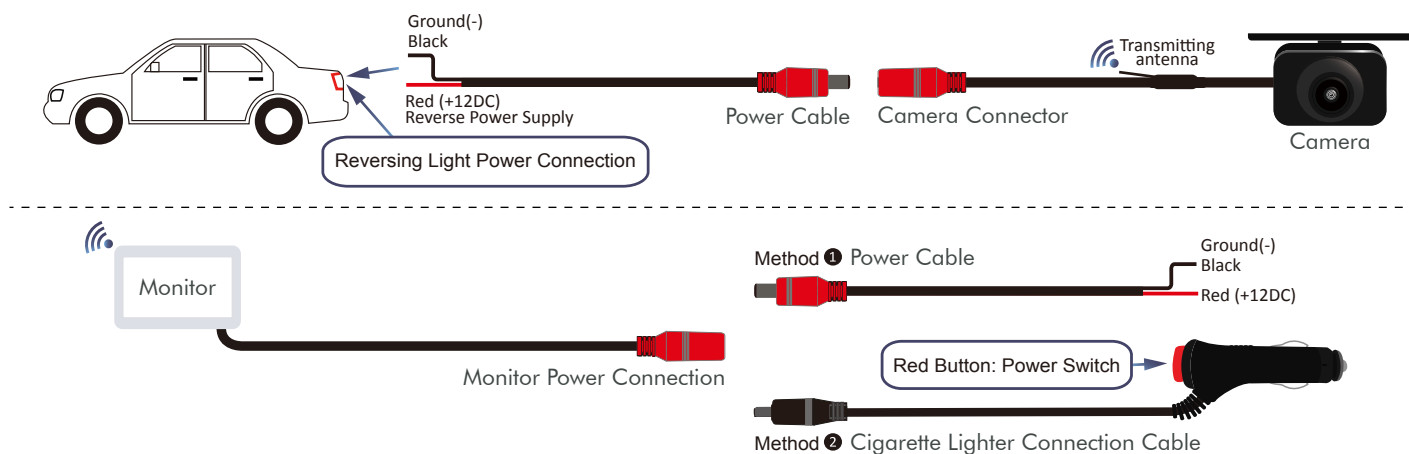 Ground(-)
Black
Red (+12DC)
Reverse Power Supply
Reversing Light Power Connection
Power Cable
Camera Connector
Transmitting
antenna
Camera
Monitor
Monitor Power Connection
Method ❶ Power Cable
Ground(-)
Black
Red (+12DC)
Red Button: Power Switch
Method ❷ Cigarette Lighter Connection Cable